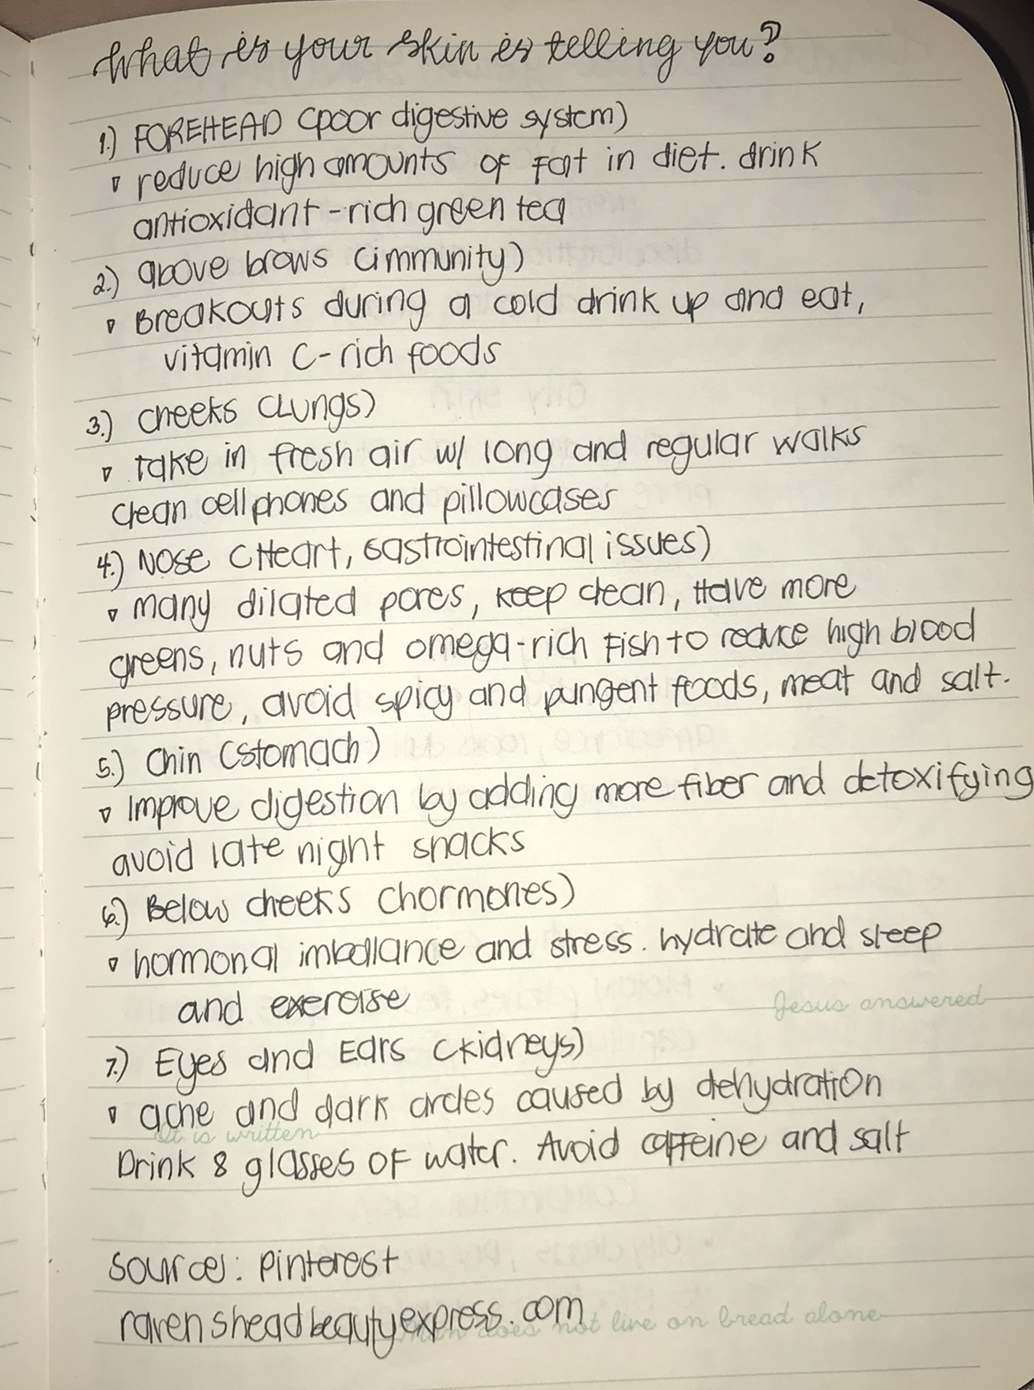 What is your skin is telling you?
1.) FOREHEAD (poor digestive system)
▿ reduce high amounts of fat in diet. drink
antioxidant-rich green tea
2.) above brows (immunity)
▿ Breakouts during a cold drink up and eat,
vitamin C-rich foods
3.) cheeks (Lungs)
▿ take in fresh air w/ long and regular walks
clean cellphones and pillowcases
4.) Nose (Heart, Gastrointestinal issues)
▿ many dilated pores, keep clean, Have more
greens, nuts and omega-rich fish to reduce high blood
pressure, avoid spicy and pungent foods, meat and salt.
5.) Chin (stomach)
▿ Improve digestion by adding more fiber and detoxifying
avoid late night snacks
6.) Below cheeks (hormones)
▿ hormonal imbalance and stress. hydrate and sleep
and exercise
Jesus answered
7.) Eyes and Ears (kidneys)
▿ acne and dark circles caused by dehydration
It is written
Drink 8 glasses of water. Avoid caffeine and salt
Sources: Pinterest
ravensheadbeautyexpress.com
does not live on bread alone